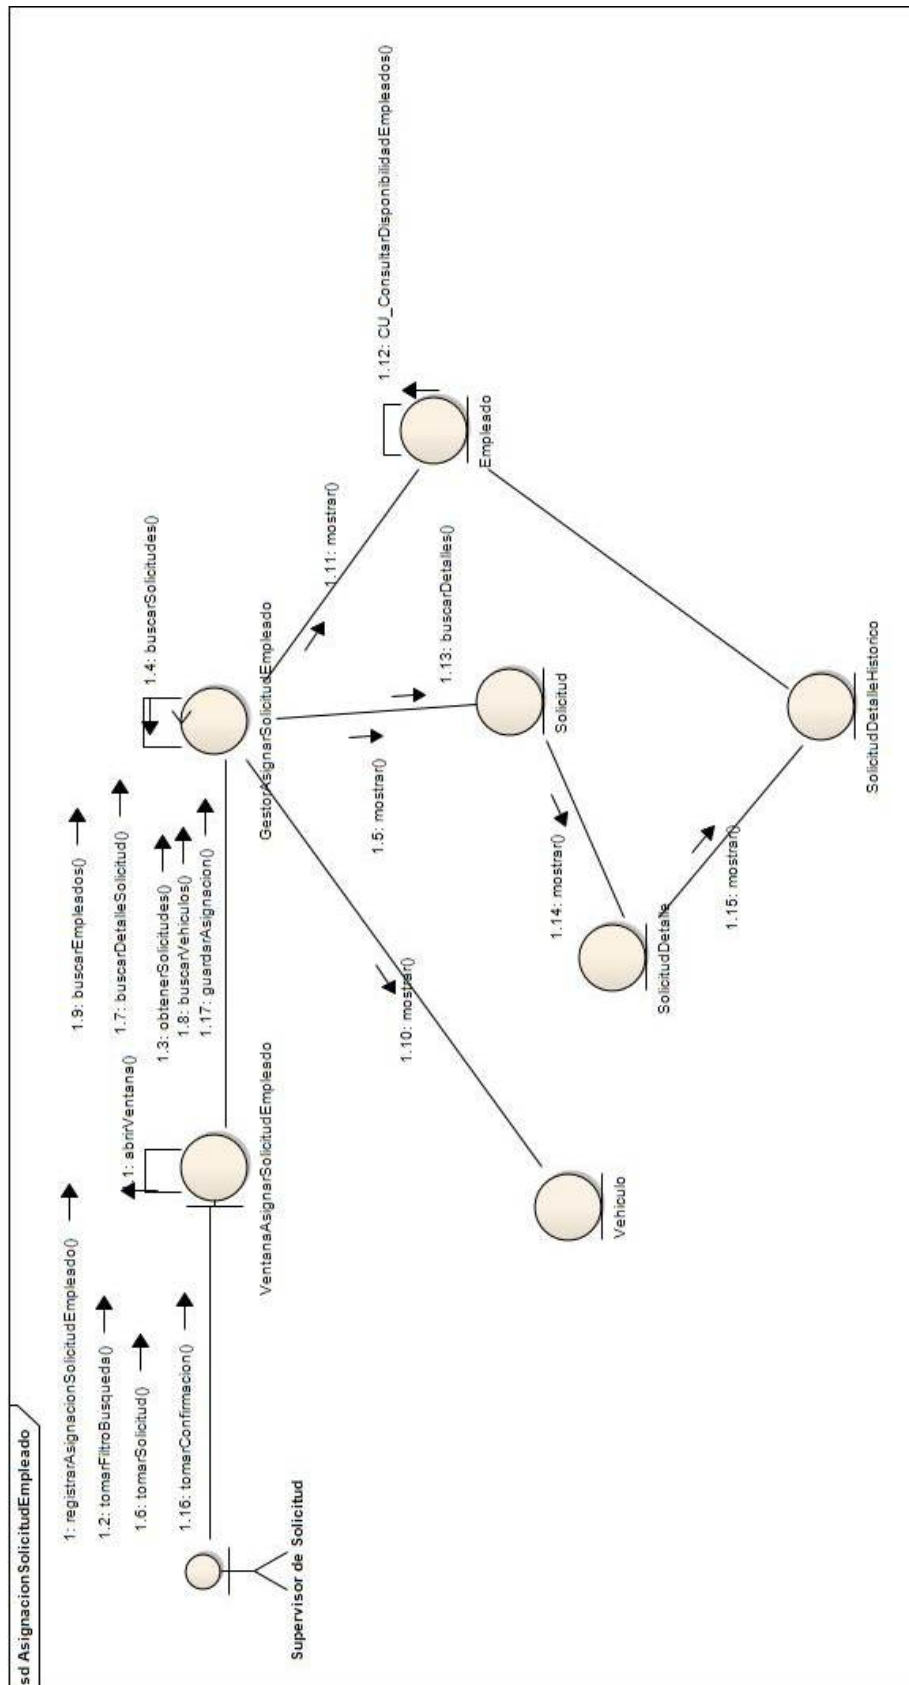 sd AsignacionSolicitudEmpleado
1: registrarAsignacionSolicitudEmpleado()
1.2: tomarFiltroBusqueda()
1.6: tomarSolicitud()
1.16: tomarConfirmacion()
Supervisor de Solicitud
.1: abrirVentana()
VentanaAsignarSolicitudEmpleado
1.9: buscarEmpleados()
1.7: buscarDetalleSolicitud()
1.3: obtenerSolicitudes()
1.8: buscarVehiculos()
1.17: guardarAsignacion()
1.4: buscarSolicitudes()
GestorAsignarSolicitudEmpleado
1.10: mostrar()
Vehiculo
1.5: mostrar()
1.13: buscarDetalles()
Solicitud
1.11: mostrar()
1.12: CU_ConsultarDisponibilidadEmpleados()
Empleado
1.14: mostrar()
SolicitudDetalle
1.15: mostrar()
SolicitudDetalleHistorico